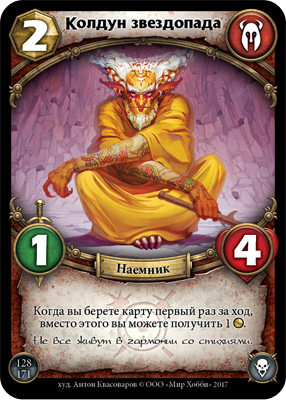 2
Колдун звездопада
1
4
Наемник
Когда вы берете карту первый раз за ход,
вместо этого вы можете получить 1
Не все живут в гармонии со стихиями.
128
171
худ. Антон Квасоваров © ООО «Мир Хобби» 2017